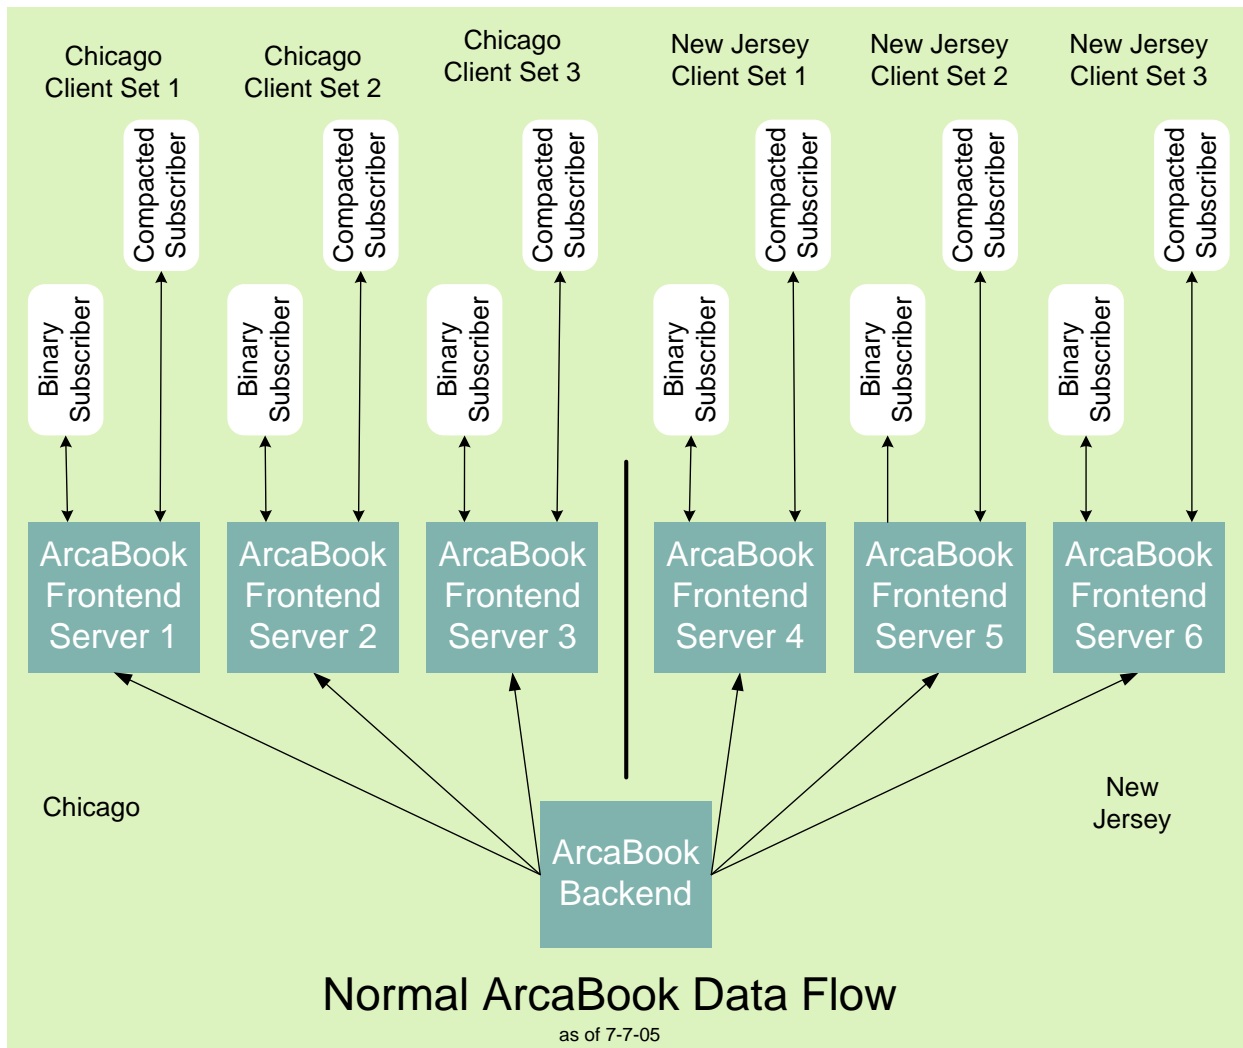 Chicago
Client Set 1
Chicago
Client Set 2
Chicago
Client Set 3
New Jersey
Client Set 1
New Jersey
Client Set 2
New Jersey
Client Set 3
Compacted
Subscriber
Compacted
Subscriber
Compacted
Subscriber
Compacted
Subscriber
Compacted
Subscriber
Compacted
Subscriber
Binary
Subscriber
Binary
Subscriber
Binary
Subscriber
Binary
Subscriber
Binary
Subscriber
Binary
Subscriber
ArcaBook
Frontend
Server 1
ArcaBook
Frontend
Server 2
ArcaBook
Frontend
Server 3
ArcaBook
Frontend
Server 4
ArcaBook
Frontend
Server 5
ArcaBook
Frontend
Server 6
Chicago
New
Jersey
ArcaBook
Backend
Normal ArcaBook Data Flow
as of 7-7-05